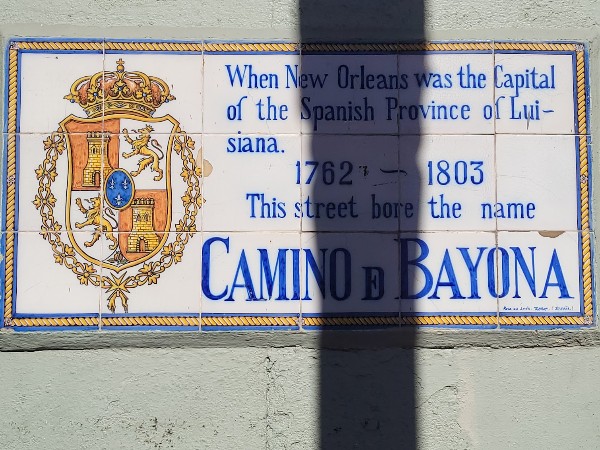 When New Orleans was the Capital
of the Spanish Province of Lui-
siana.
1762 — 1803
This street bore the name
CAMINO D BAYONA